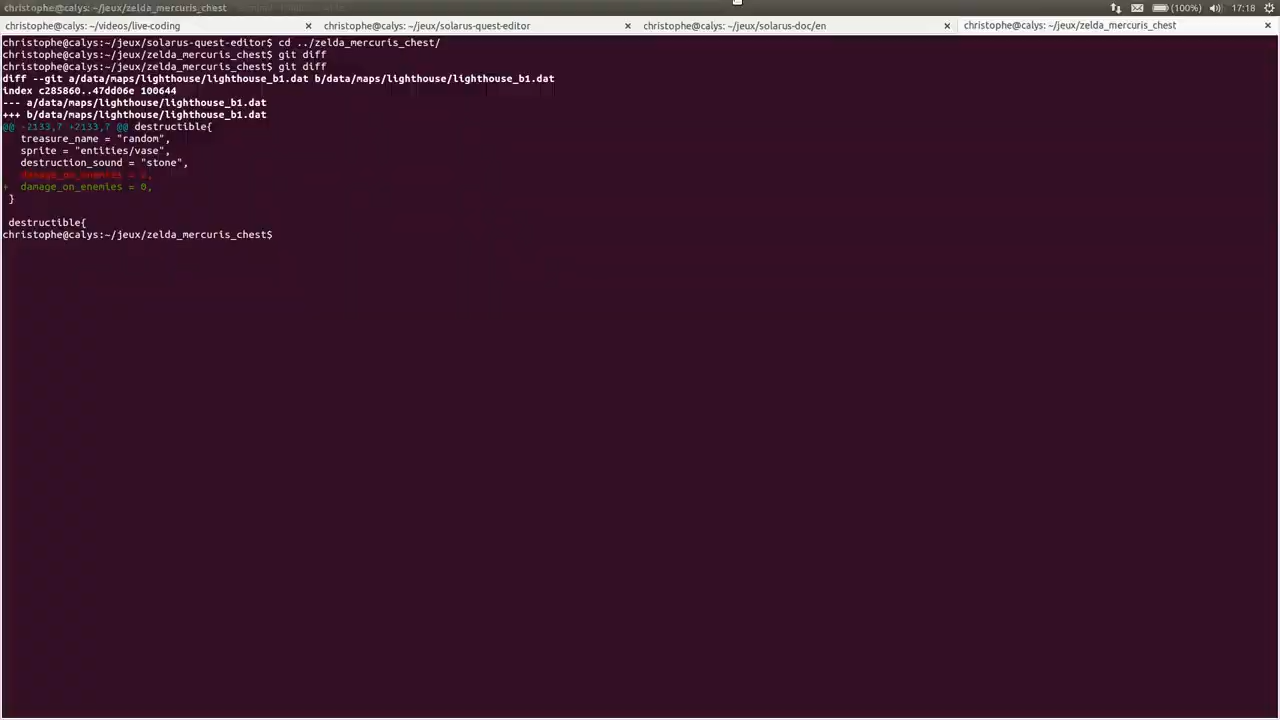 christophe@calys: ~/jeux/zelda_mercuris_chest
(100%) 17:18
christophe@calys: ~/videos/live-coding × christophe@calys: ~/jeux/solarus-quest-editor × christophe@calys: ~/jeux/solarus-doc/en × christophe@calys: ~/jeux/zelda_mercuris_chest ×
christophe@calys:~/jeux/solarus-quest-editor$ cd ../zelda_mercuris_chest/
christophe@calys:~/jeux/zelda_mercuris_chest$ git diff
christophe@calys:~/jeux/zelda_mercuris_chest$ git diff
diff --git a/data/maps/lighthouse/lighthouse_b1.dat b/data/maps/lighthouse/lighthouse_b1.dat
index c285860..47dd06e 100644
--- a/data/maps/lighthouse/lighthouse_b1.dat
+++ b/data/maps/lighthouse/lighthouse_b1.dat
@@ -2133,7 +2133,7 @@ destructible{
treasure_name = "random",
sprite = "entities/vase",
destruction_sound = "stone",
damage_on_enemies =
+ damage_on_enemies = 0,
}
destructible{
christophe@calys:~/jeux/zelda_mercuris_chest$